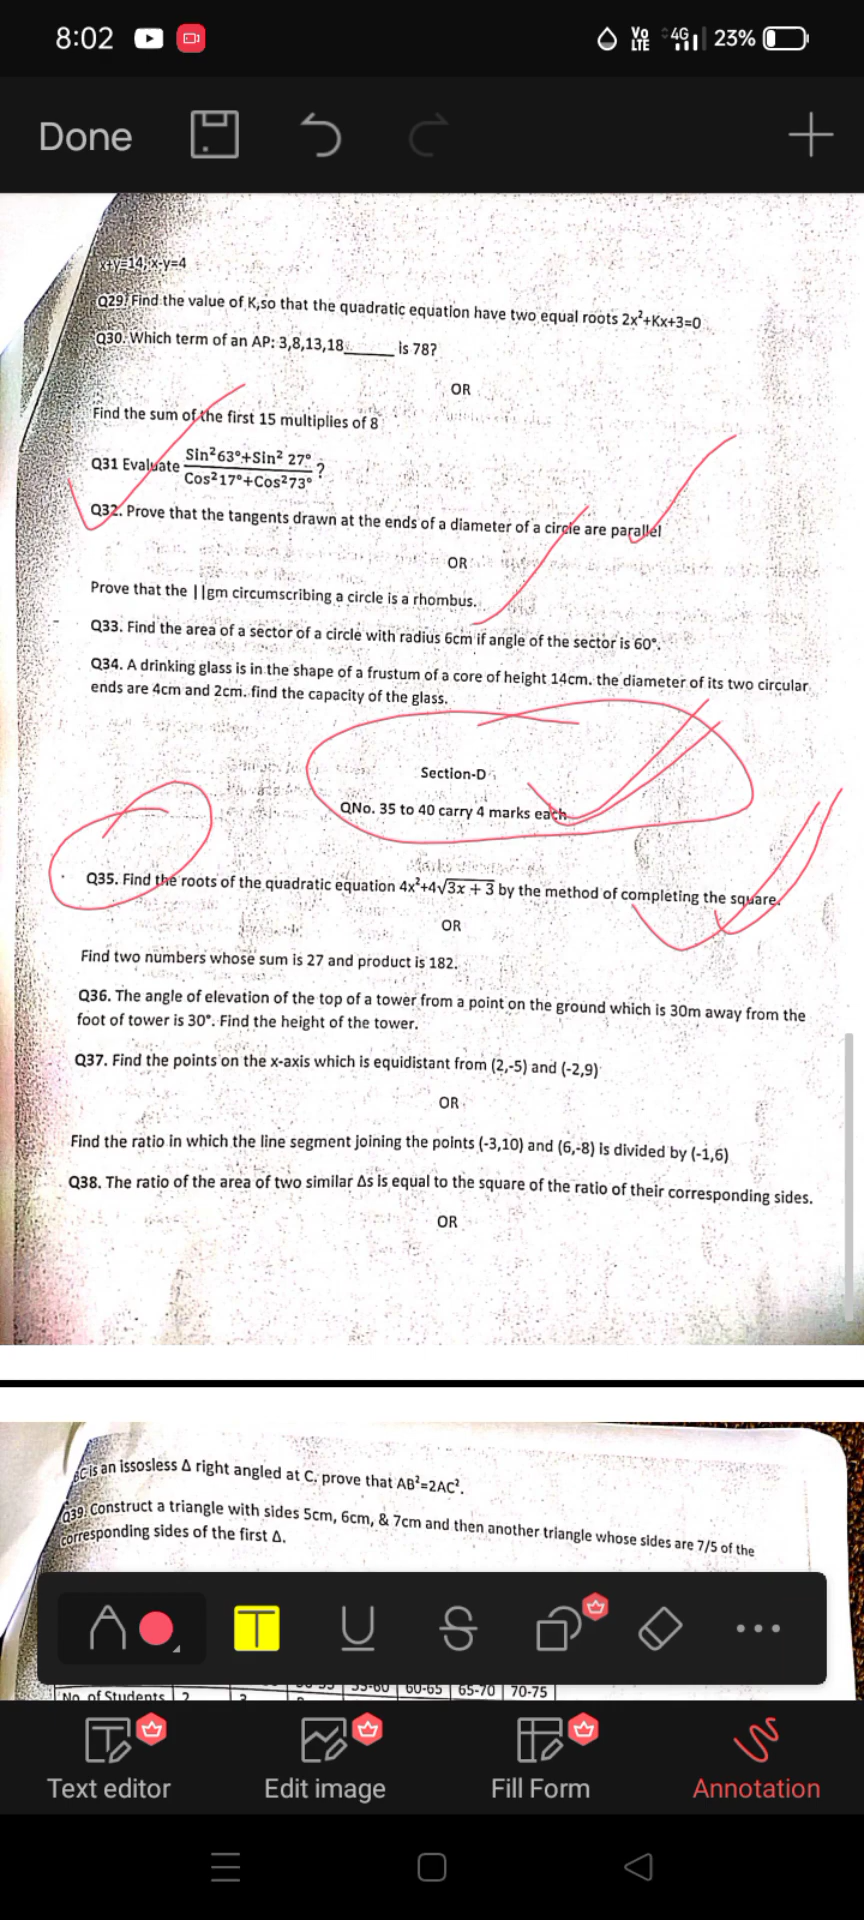 8:02
Vo LTE 4G 23%
Done
x+y=14, x-y=4
Q29. Find the value of K,so that the quadratic equation have two equal roots 2x²+Kx+3=0
Q30. Which term of an AP: 3,8,13,18______ is 78?
OR
Find the sum of the first 15 multiplies of 8
Q31 Evaluate Sin²63°+Sin² 27° / Cos²17°+Cos²73° ?
Q32. Prove that the tangents drawn at the ends of a diameter of a circle are parallel
OR
Prove that the ||gm circumscribing a circle is a rhombus.
Q33. Find the area of a sector of a circle with radius 6cm if angle of the sector is 60°.
Q34. A drinking glass is in the shape of a frustum of a core of height 14cm. the diameter of its two circular
ends are 4cm and 2cm. find the capacity of the glass.
Section-D
QNo. 35 to 40 carry 4 marks each
Q35. Find the roots of the quadratic equation 4x²+4√3x + 3 by the method of completing the square.
OR
Find two numbers whose sum is 27 and product is 182.
Q36. The angle of elevation of the top of a tower from a point on the ground which is 30m away from the
foot of tower is 30°. Find the height of the tower.
Q37. Find the points on the x-axis which is equidistant from (2,-5) and (-2,9)
OR
Find the ratio in which the line segment joining the points (-3,10) and (6,-8) is divided by (-1,6)
Q38. The ratio of the area of two similar Δs is equal to the square of the ratio of their corresponding sides.
OR
BC is an issosless Δ right angled at C. prove that AB²=2AC².
Q39. Construct a triangle with sides 5cm, 6cm, & 7cm and then another triangle whose sides are 7/5 of the
corresponding sides of the first Δ.
55-60 60-65 65-70 70-75
No. of Students 2 3
Text editor Edit image Fill Form Annotation